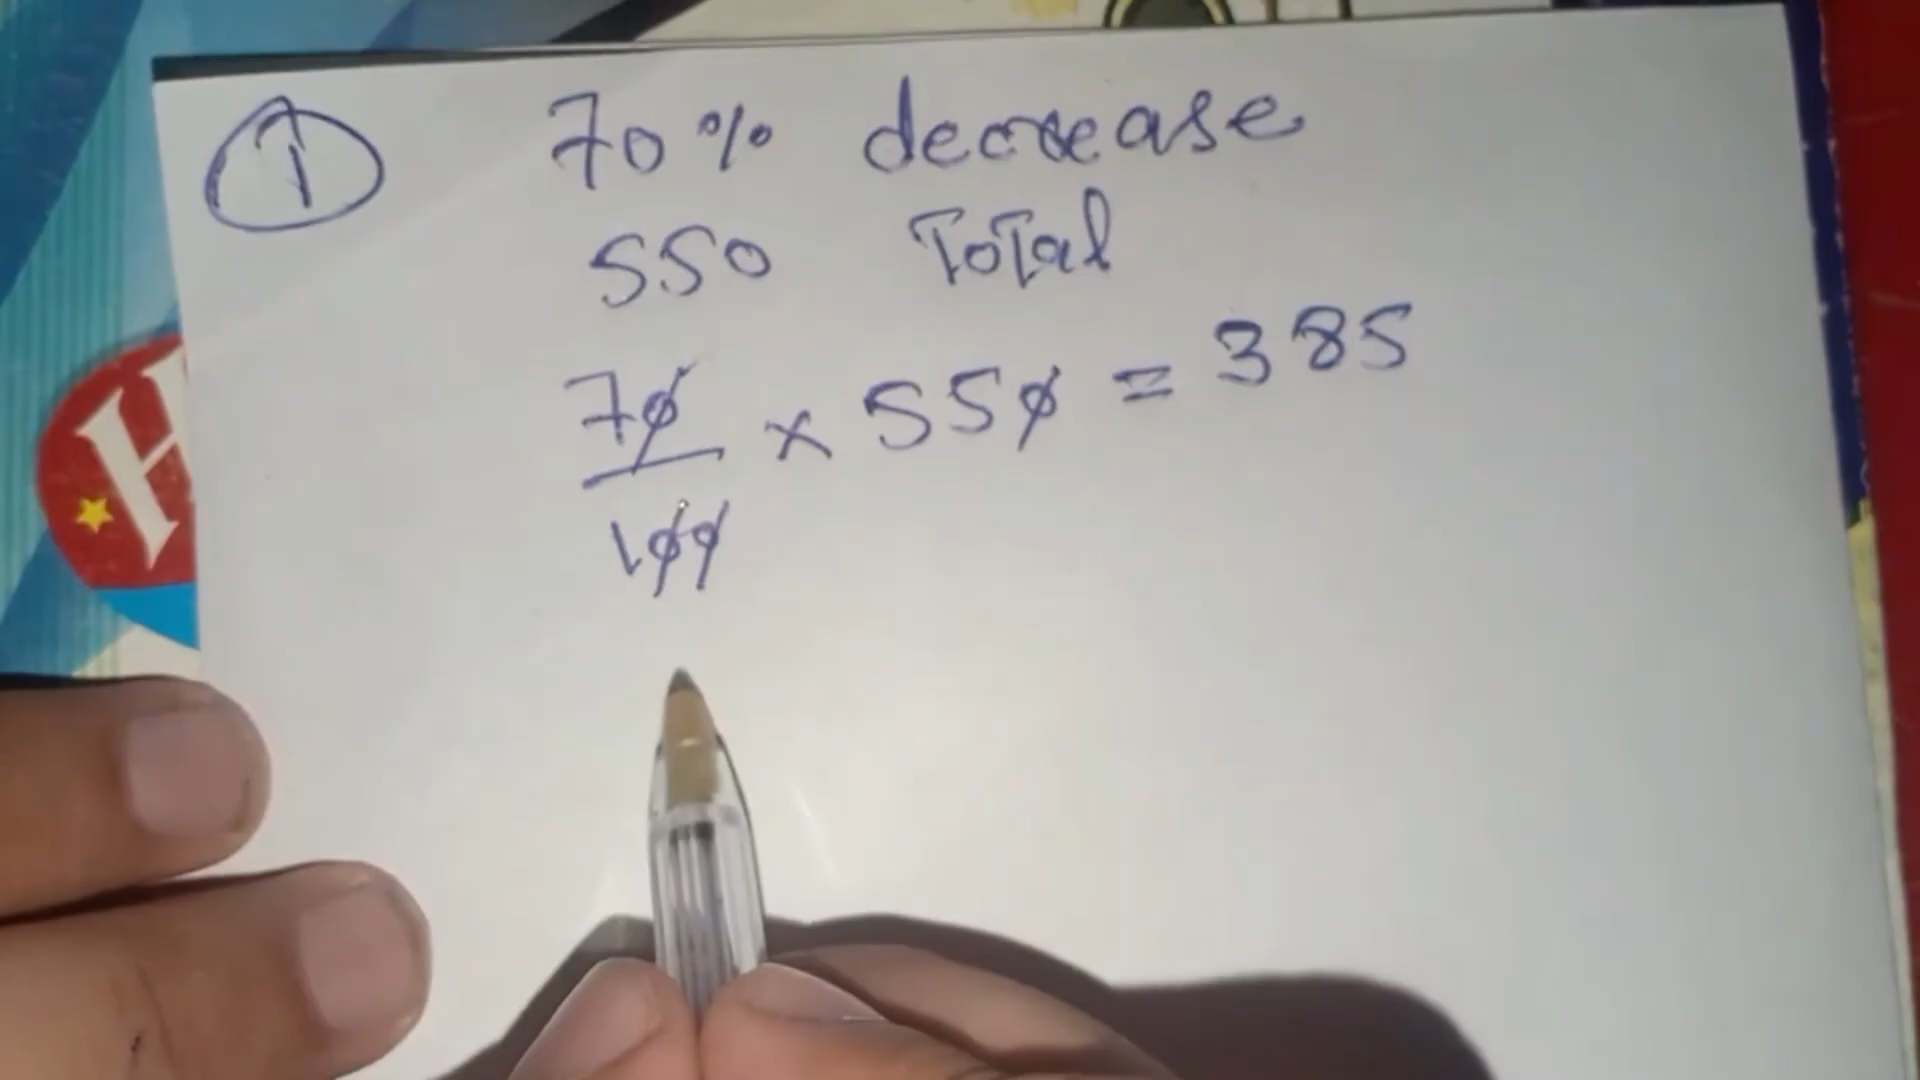 ① 70% decrease
550 Total
70/100 × 550 = 385
H